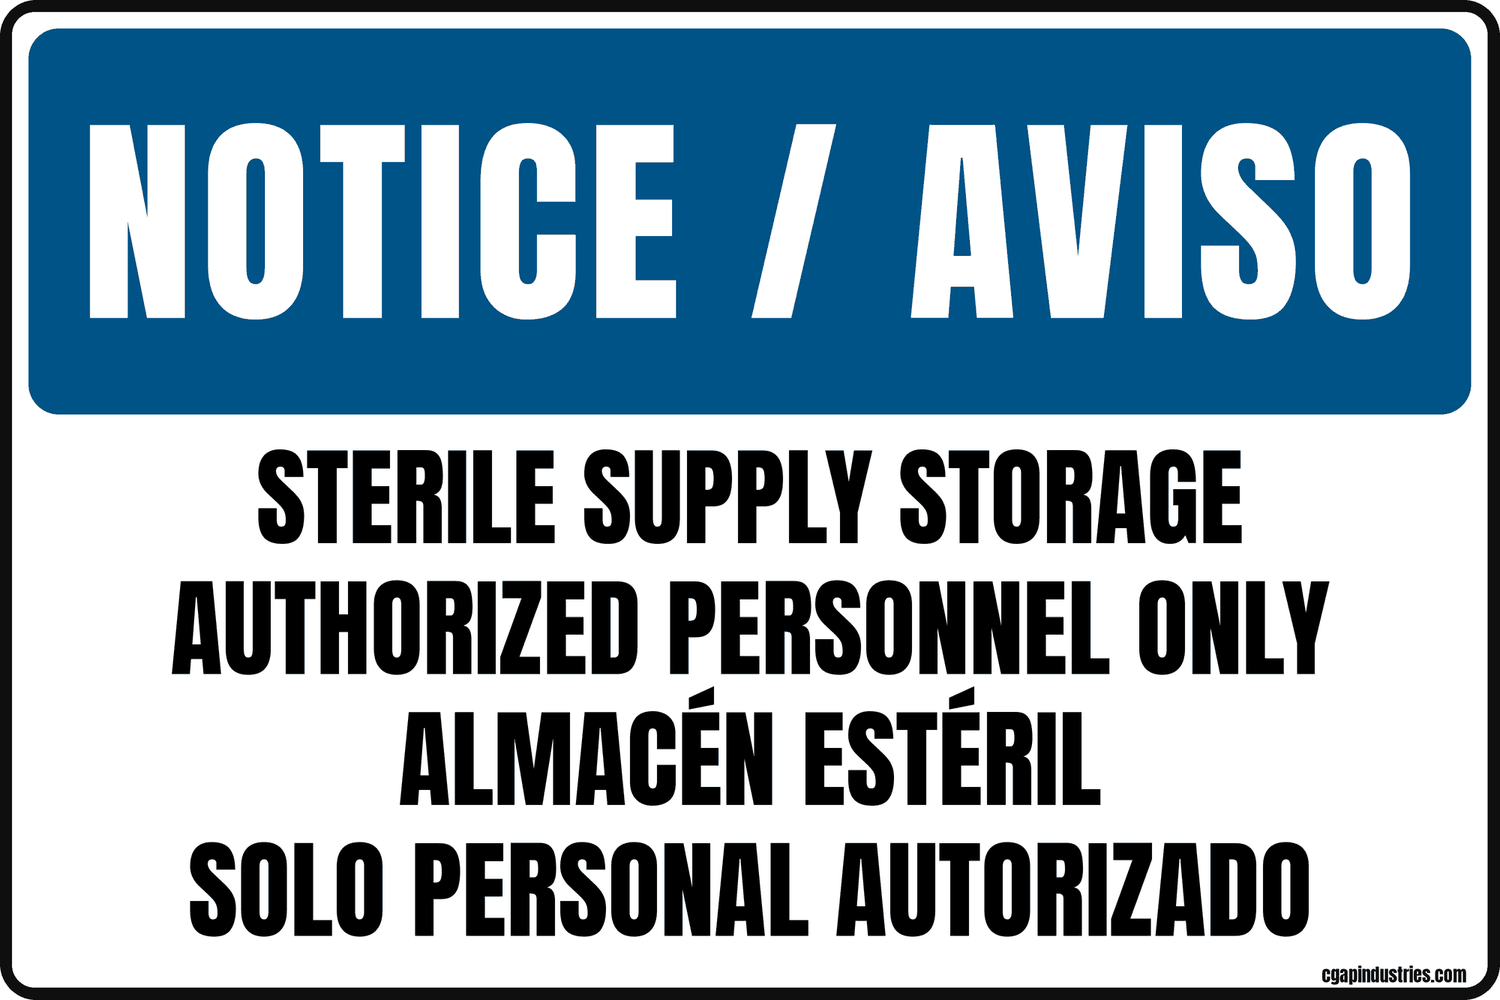 NOTICE / AVISO
STERILE SUPPLY STORAGE
AUTHORIZED PERSONNEL ONLY
ALMACÉN ESTÉRIL
SOLO PERSONAL AUTORIZADO
cgapindustries.com